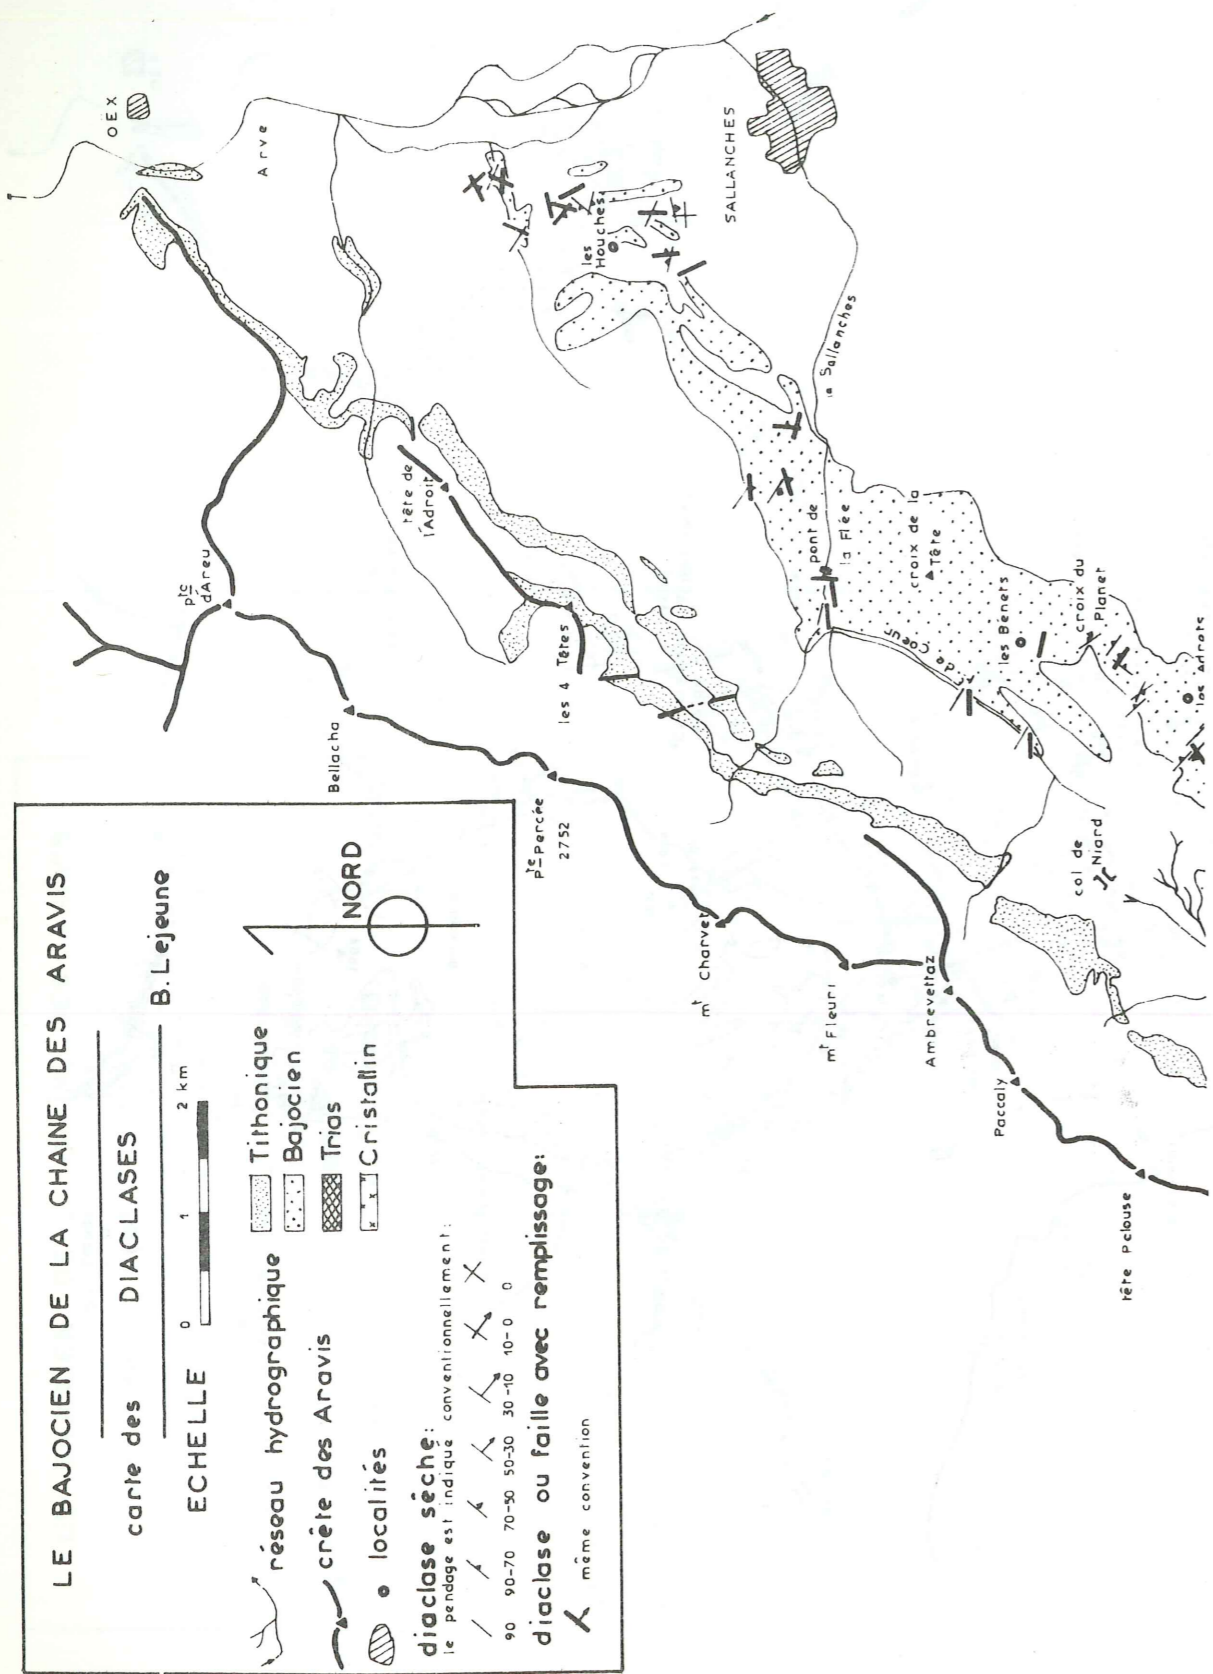 LE BAJOCIEN DE LA CHAINE DES ARAVIS
carte des DIACLASES
B. Lejeune
ECHELLE
0 1 2 km
réseau hydrographique
crête des Aravis
localités
Tithonique
Bajocien
Trias
Cristallin
NORD
diaclase sèche:
le pendage est indiqué conventionnellement:
90 90-70 70-50 50-30 30-10 10-0 0
diaclase ou faille avec remplissage:
même convention
OËX
Arve
pte d'Areu
Bellacha
tête de
l'Adroit
les 4 Têtes
pte Percée
2752
les
Houches
SALLANCHES
la Sallanches
pont de
la Flée
croix de la
Tête
de Coeur
les Bénets
croix du
Planet
mt Charvet
mt Fleuri
Ambrevettaz
col de
Niard
Paccaly
tête Pelouse